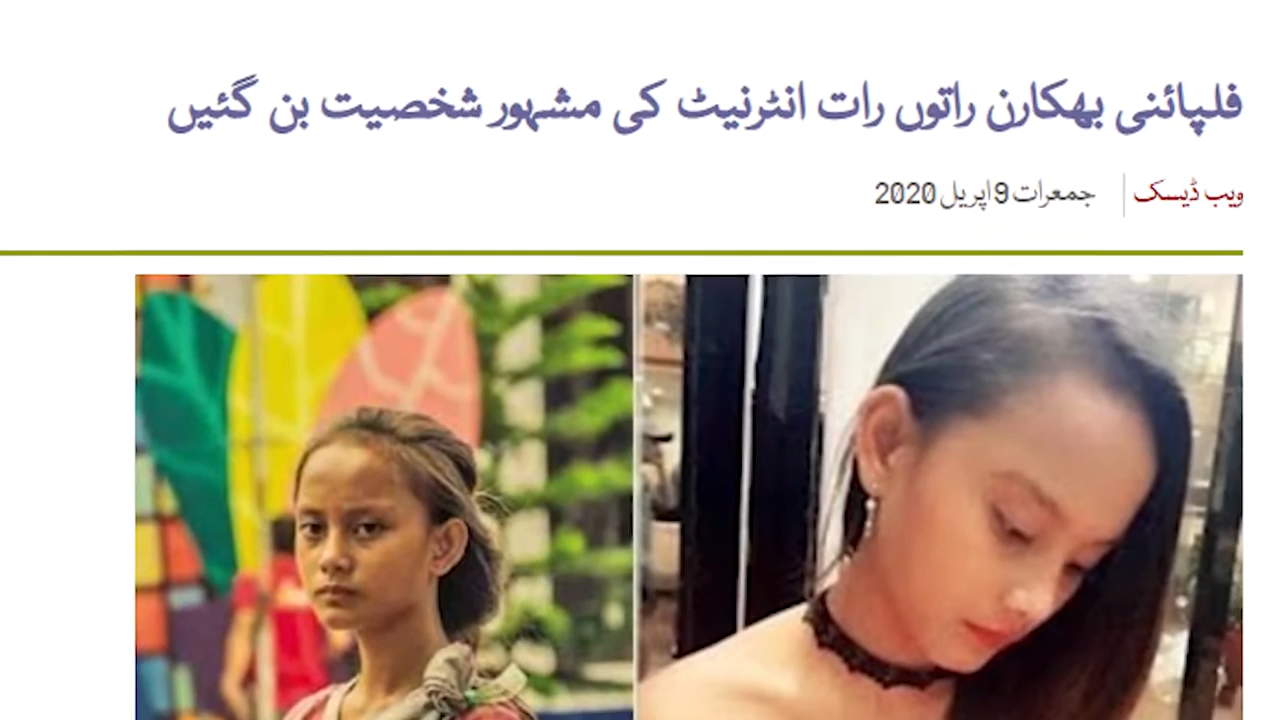 فلپائنی بھکارن راتوں رات انٹرنیٹ کی مشہور شخصیت بن گئیں
ویب ڈیسک جمعرات 9 اپریل 2020